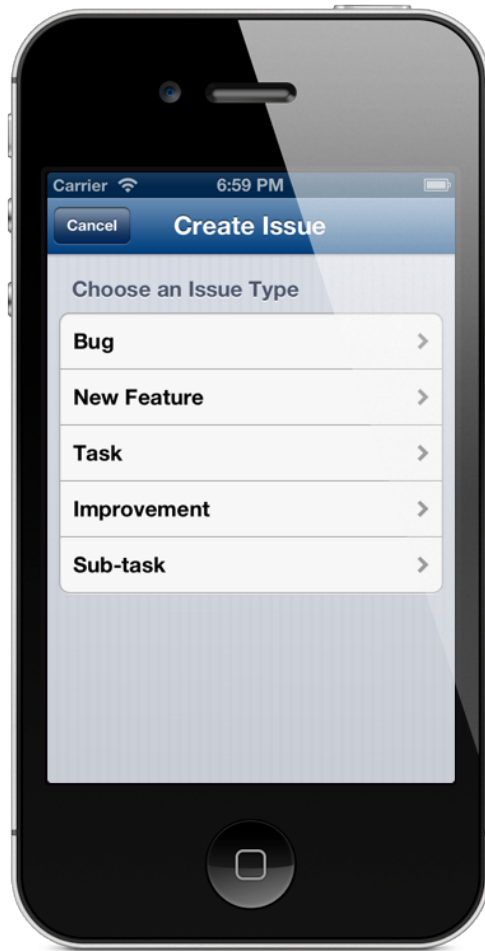 Carrier 6:59 PM
Cancel Create Issue
Choose an Issue Type
Bug
New Feature
Task
Improvement
Sub-task